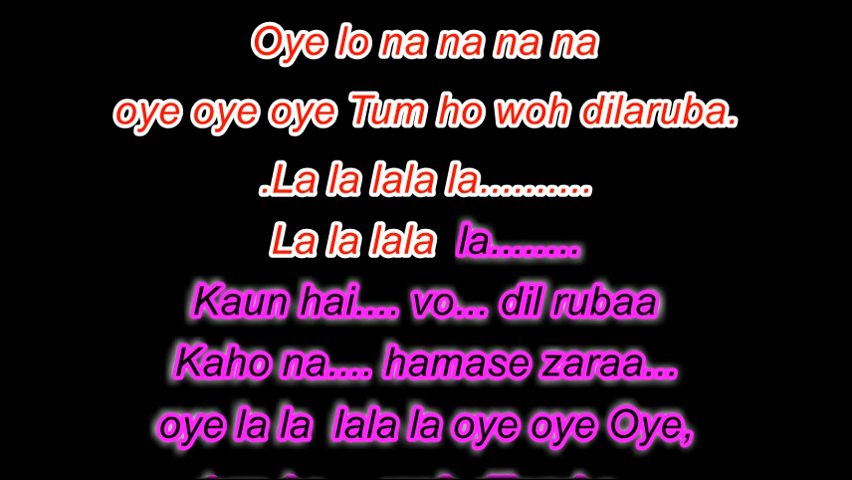 Oye lo na na na na
oye oye oye Tum ho woh dilaruba.
.La la lala la..........
La la lala la........
Kaun hai.... vo... dil rubaa
Kaho na.... hamase zaraa...
oye la la lala la oye oye Oye,